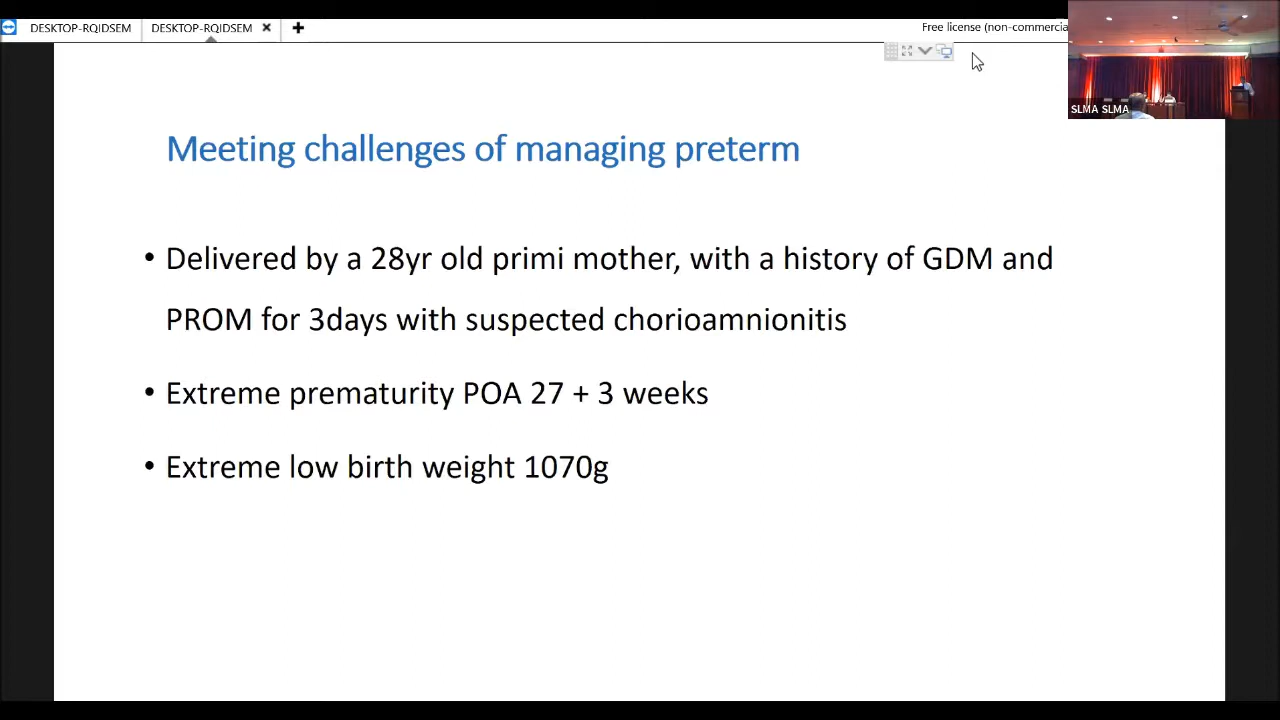 DESKTOP-RQIDSEM DESKTOP-RQIDSEM
Free license (non-commercia
SLMA SLMA
Meeting challenges of managing preterm
• Delivered by a 28yr old primi mother, with a history of GDM and
PROM for 3days with suspected chorioamnionitis
• Extreme prematurity POA 27 + 3 weeks
• Extreme low birth weight 1070g